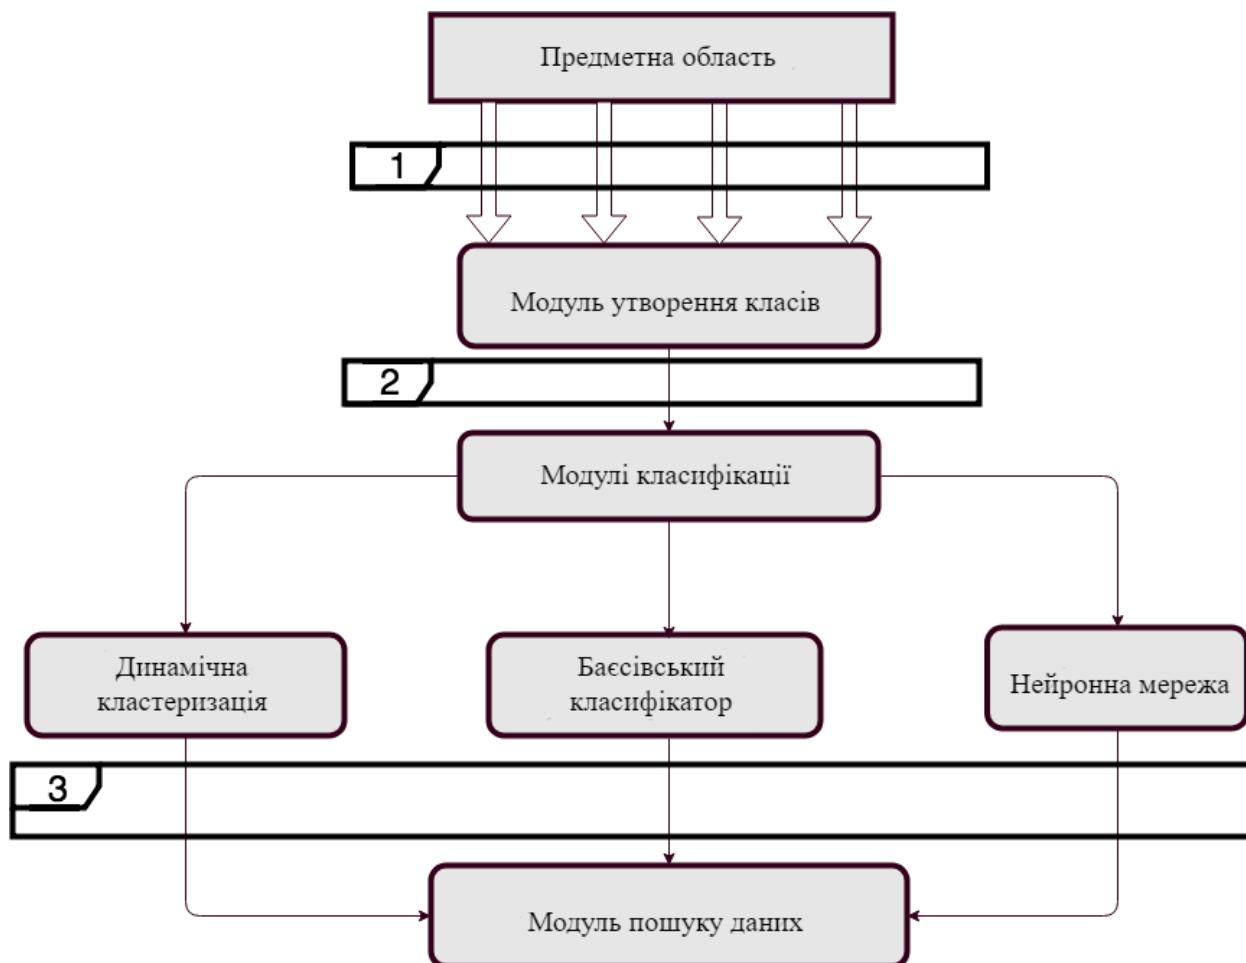 Предметна область
1
Модуль утворення класів
2
Модулі класифікації
Динамічна
кластеризація
Баєсівський
класифікатор
Нейронна мережа
3
Модуль пошуку даних